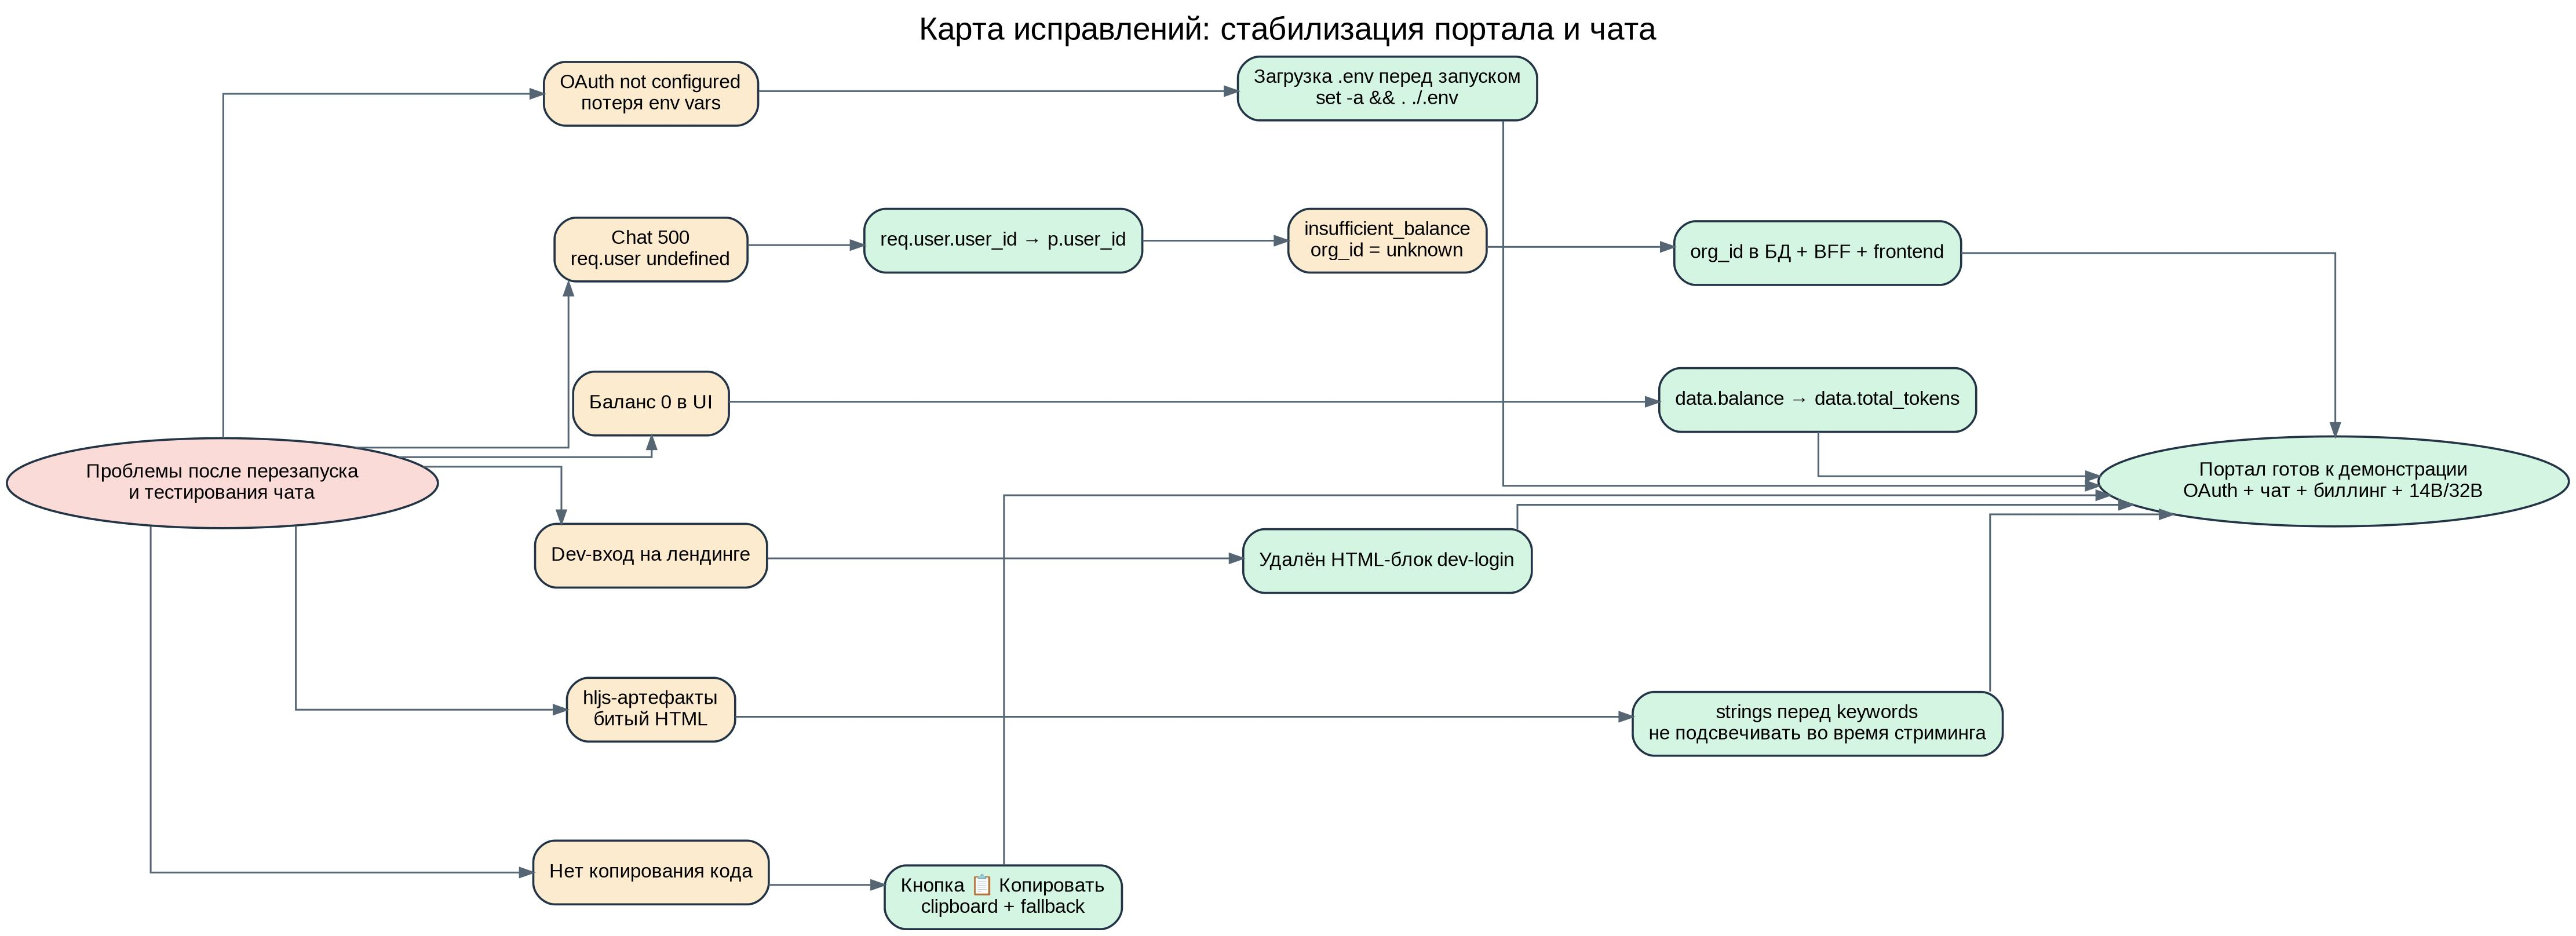 Карта исправлений: стабилизация портала и чата
OAuth not configured
потеря env vars
Загрузка .env перед запуском
set -a && . ./.env
Chat 500
req.user undefined
req.user.user_id → p.user_id
insufficient_balance
org_id = unknown
org_id в БД + BFF + frontend
Баланс 0 в UI
data.balance → data.total_tokens
Проблемы после перезапуска
и тестирования чата
Портал готов к демонстрации
OAuth + чат + биллинг + 14B/32B
Dev-вход на лендинге
Удалён HTML-блок dev-login
hljs-артефакты
битый HTML
strings перед keywords
не подсвечивать во время стриминга
Нет копирования кода
Кнопка 📋 Копировать
clipboard + fallback